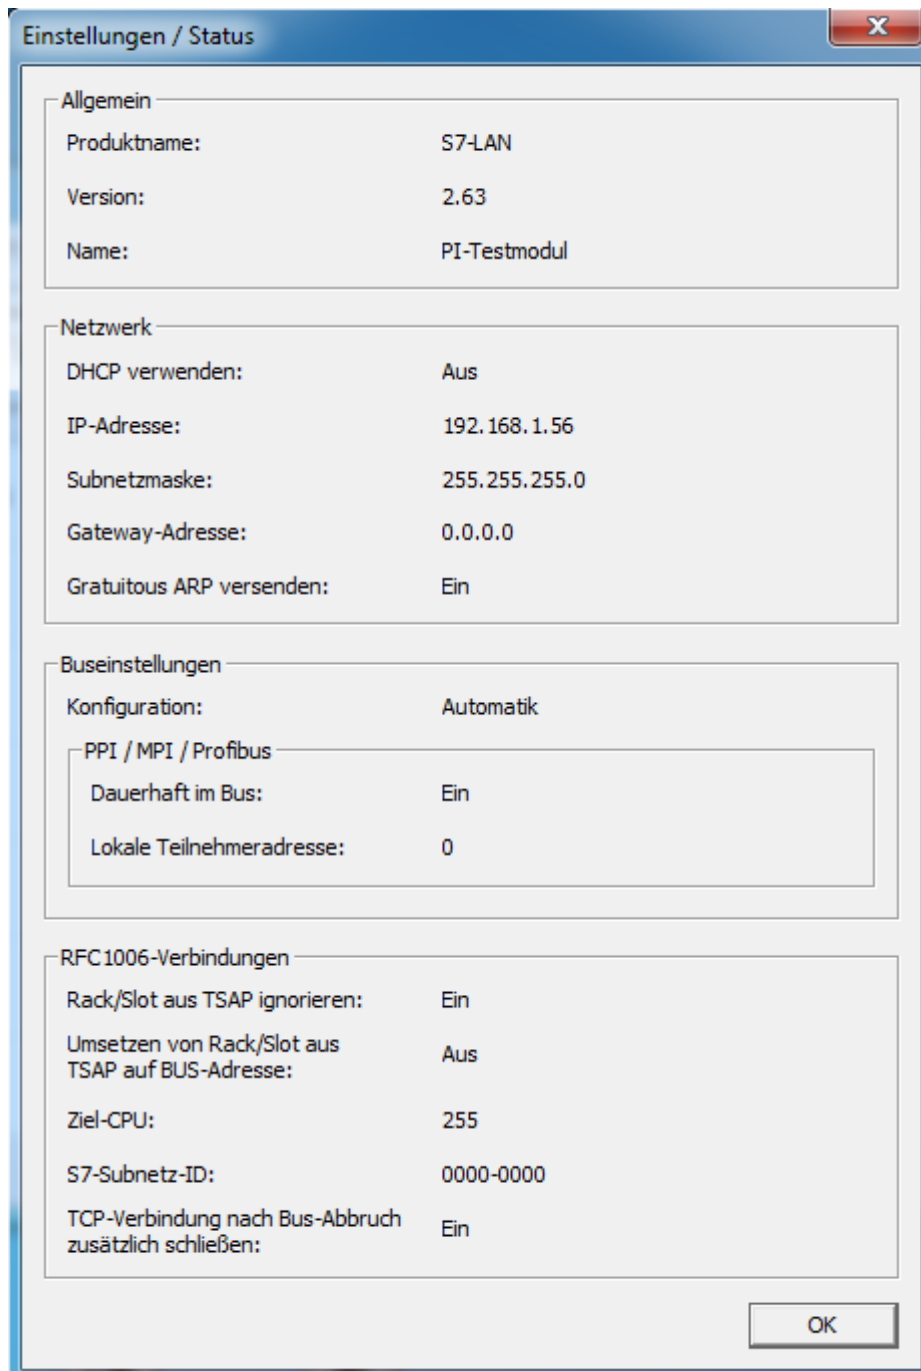 Einstellungen / Status
Allgemein
Produktname: S7-LAN
Version: 2.63
Name: PI-Testmodul
Netzwerk
DHCP verwenden: Aus
IP-Adresse: 192.168.1.56
Subnetzmaske: 255.255.255.0
Gateway-Adresse: 0.0.0.0
Gratuitous ARP versenden: Ein
Buseinstellungen
Konfiguration: Automatik
PPI / MPI / Profibus
Dauerhaft im Bus: Ein
Lokale Teilnehmeradresse: 0
RFC1006-Verbindungen
Rack/Slot aus TSAP ignorieren: Ein
Umsetzen von Rack/Slot aus
TSAP auf BUS-Adresse: Aus
Ziel-CPU: 255
S7-Subnetz-ID: 0000-0000
TCP-Verbindung nach Bus-Abbruch
zusätzlich schließen: Ein
OK